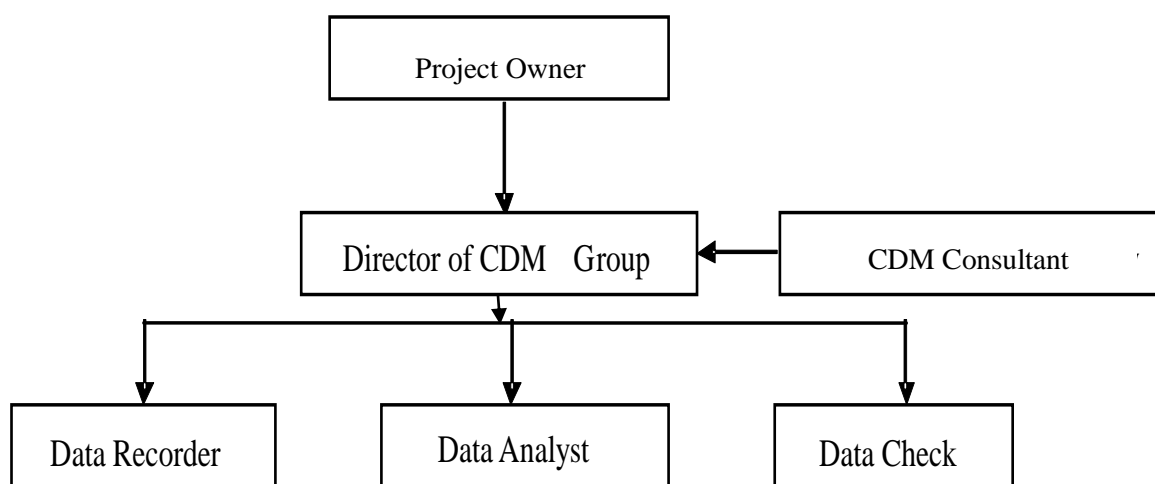 Project Owner
Director of CDM Group
CDM Consultant
Data Recorder
Data Analyst
Data Check